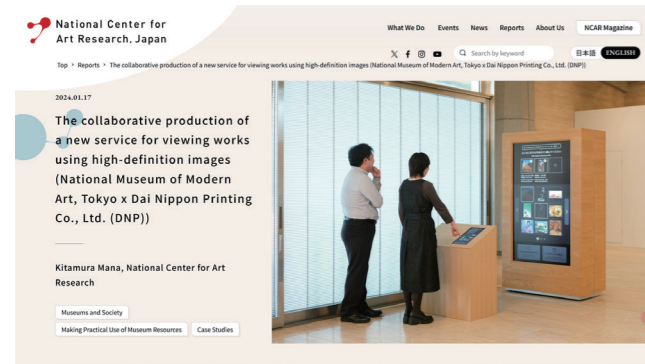 National Center for
Art Research, Japan
What We Do Events News Reports About Us NCAR Magazine
Search by keyword 日本語 ENGLISH
Top > Reports > The collaborative production of a new service for viewing works using high-definition images (National Museum of Modern Art, Tokyo x Dai Nippon Printing Co., Ltd. (DNP))
2024.01.17
The collaborative production of
a new service for viewing works
using high-definition images
(National Museum of Modern
Art, Tokyo x Dai Nippon Printing
Co., Ltd. (DNP))
Kitamura Mana, National Center for Art
Research
Museums and Society
Making Practical Use of Museum Resources Case Studies